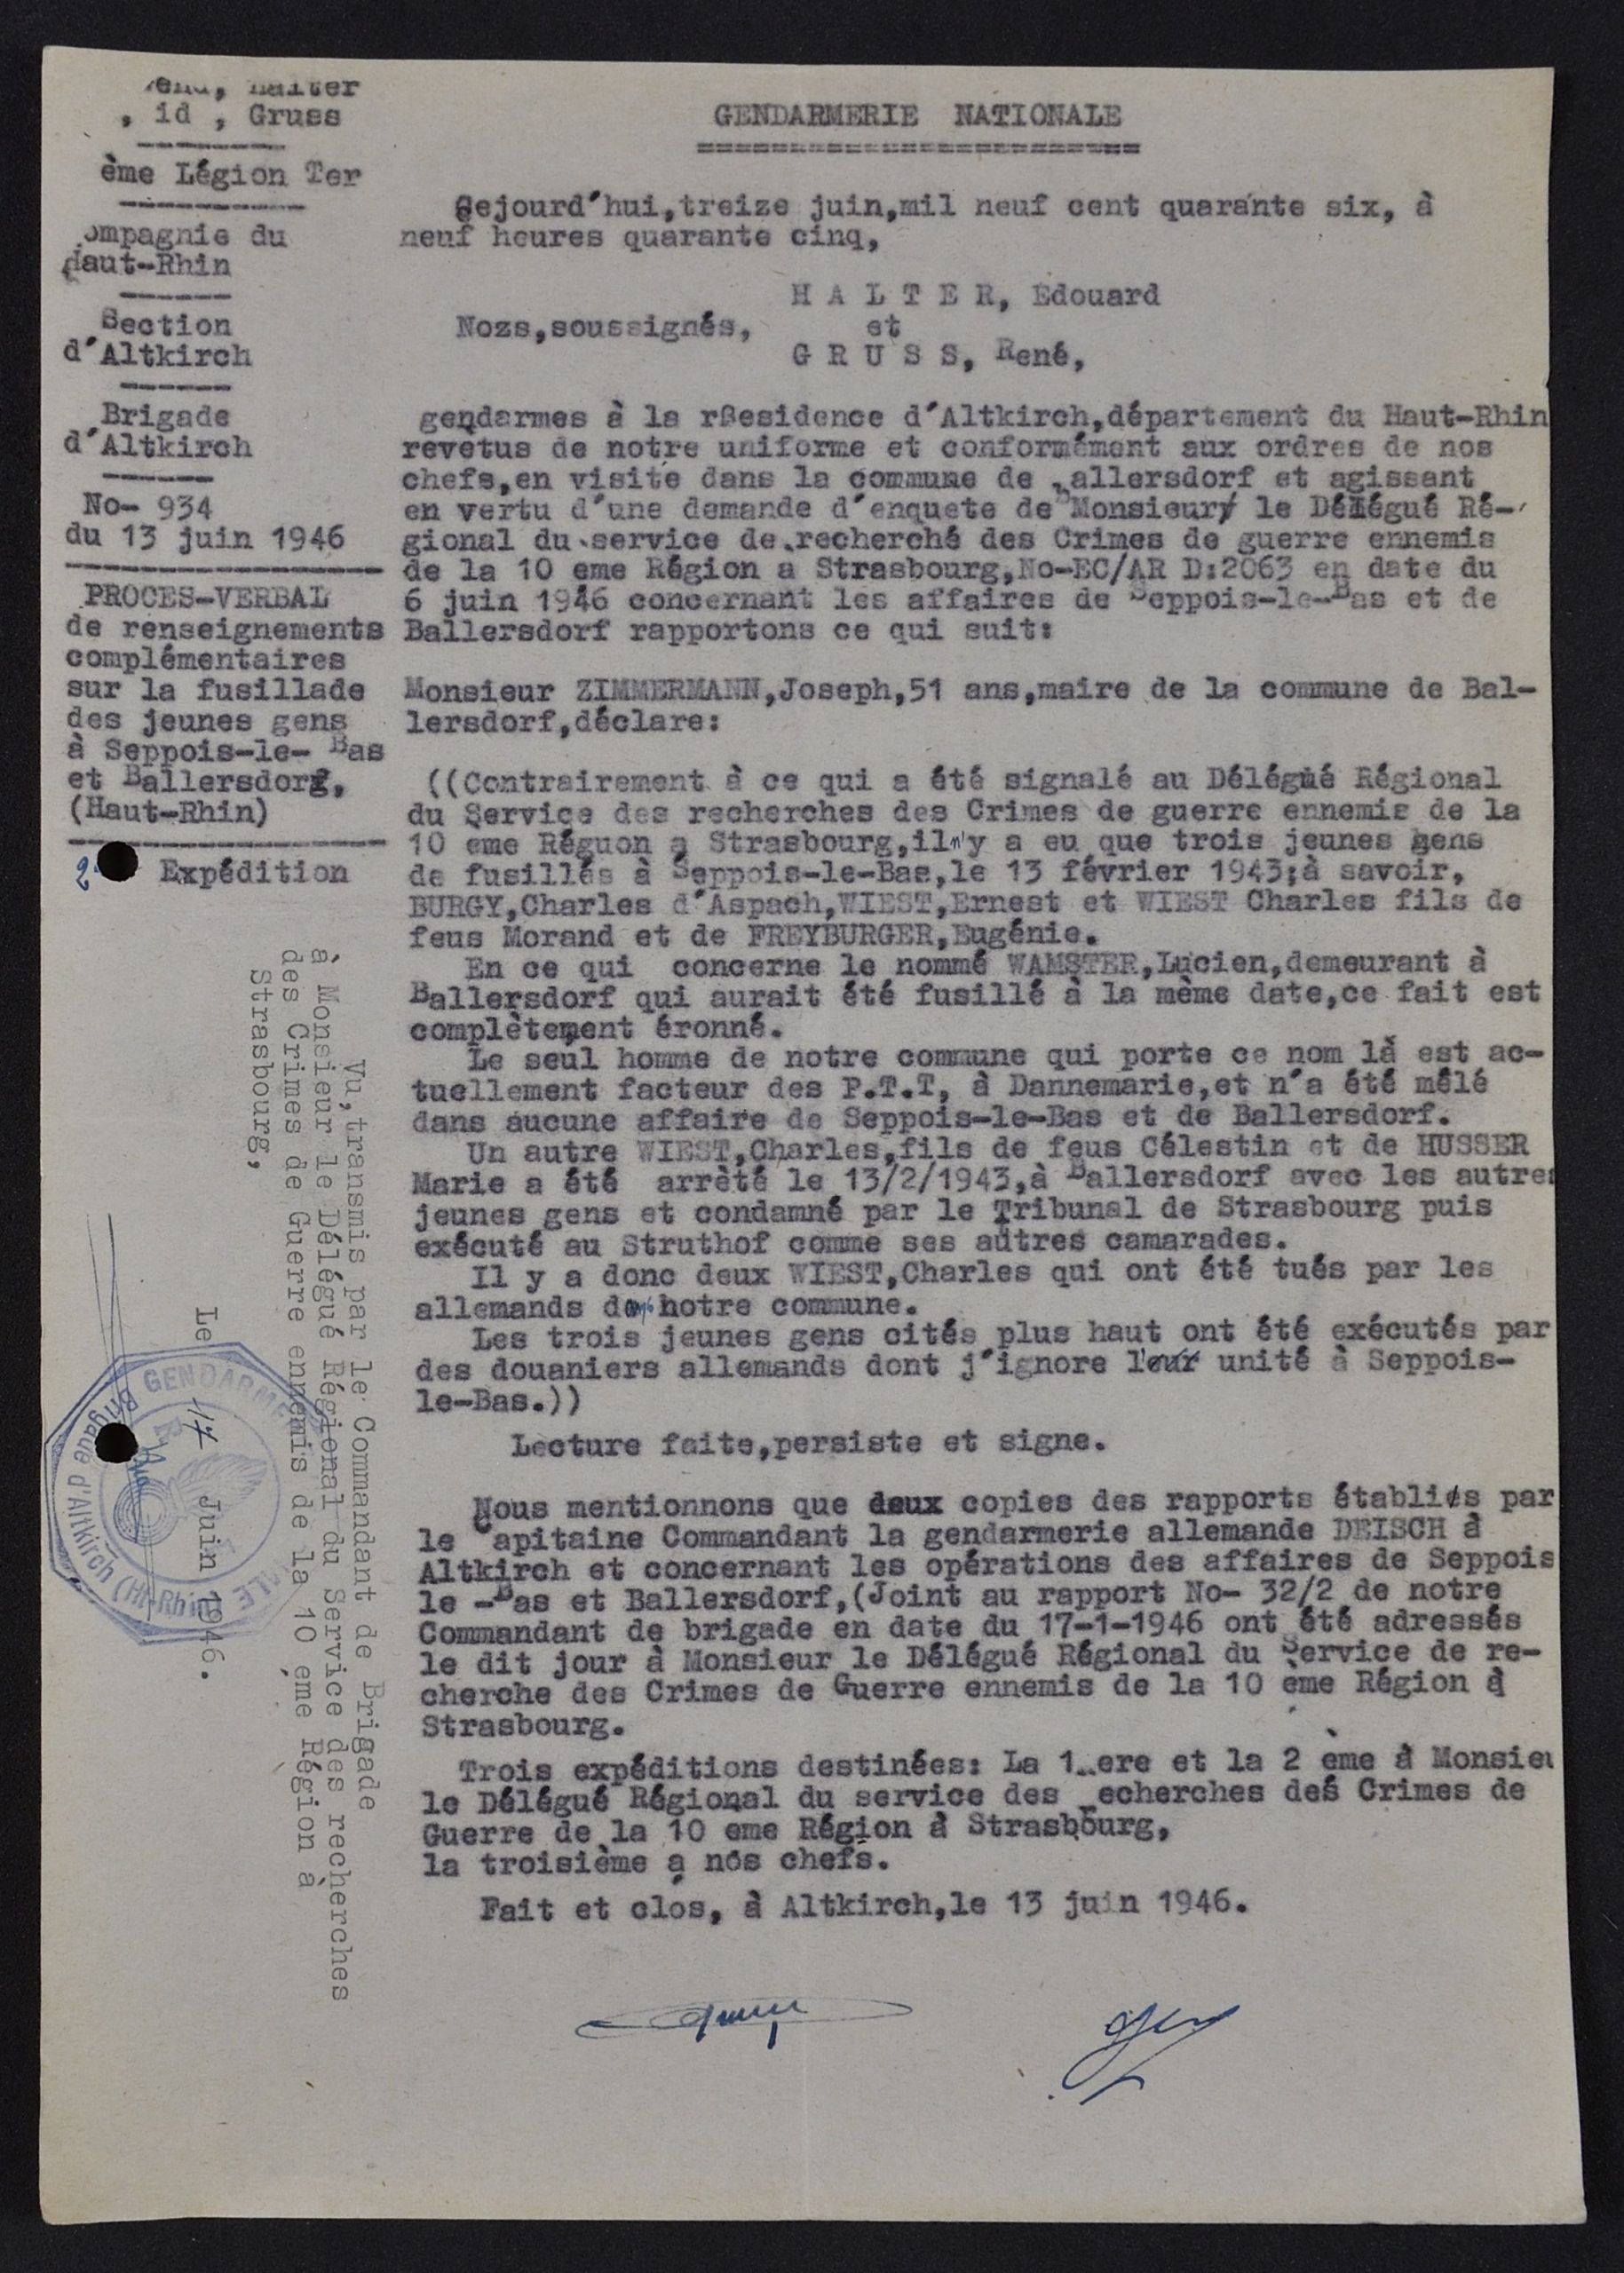 , Halter
, id , Gruss
ème Légion Ter
ompagnie du
Haut-Rhin
Section
d'Altkirch
Brigade
d'Altkirch
No- 934
du 13 juin 1946
PROCES-VERBAL
de renseignements
complémentaires
sur la fusillade
des jeunes gens
à Seppois-le- Bas
et Ballersdorf,
(Haut-Rhin)
2 Expédition
Vu, transmis par le Commandant de Brigade
à Monsieur le Délégué Régional du Service des recherches
des Crimes de Guerre ennemis de la 10 ème Région à
Strasbourg,
Le 17 Juin 1946.
GENDARMERIE
Brigade d'Altkirch (Ht-Rhin)
GENDARMERIE NATIONALE
Cejourd'hui,treize juin,mil neuf cent quarante six, à
neuf heures quarante cinq,
H A L T E R, Edouard
Nozs,soussignés, et
G R U S S, René,
gendarmes à la rBesidence d'Altkirch,département du Haut-Rhin
revetus de notre uniforme et conformément aux ordres de nos
chefs,en visite dans la commune de Ballersdorf et agissant
en vertu d'une demande d'enquete de Monsieur le Délégué Ré-
gional du service de recherché des Crimes de guerre ennemis
de la 10 eme Région a Strasbourg,No-EC/AR D:2063 en date du
6 juin 1946 concernant les affaires de Seppois-le-Bas et de
Ballersdorf rapportons ce qui suit:
Monsieur ZIMMERMANN,Joseph,51 ans,maire de la commune de Bal-
lersdorf,déclare:
((Contrairement à ce qui a été signalé au Délégué Régional
du Service des recherches des Crimes de guerre ennemis de la
10 eme Réguon a Strasbourg,il n'y a eu que trois jeunes gens
de fusillés à Seppois-le-Bas,le 13 février 1943;à savoir,
BURGY,Charles d'Aspach,WIEST,Ernest et WIEST Charles fils de
feus Morand et de FREYBURGER,Eugénie.
En ce qui concerne le nommé WAMSTER,Lucien,demeurant à
Ballersdorf qui aurait été fusillé à la mème date,ce fait est
complètement éronné.
Le seul homme de notre commune qui porte ce nom là est ac-
tuellement facteur des P.T.T, à Dannemarie,et n'a été mêlé
dans aucune affaire de Seppois-le-Bas et de Ballersdorf.
Un autre WIEST,Charles,fils de feus Célestin et de HUSSER
Marie a été arrèté le 13/2/1943,à Ballersdorf avec les autres
jeunes gens et condamné par le Tribunal de Strasbourg puis
exécuté au Struthof comme ses autres camarades.
Il y a donc deux WIEST,Charles qui ont été tués par les
allemands dans notre commune.
Les trois jeunes gens cités plus haut ont été exécutés par
des douaniers allemands dont j'ignore l'unité à Seppois-
le-Bas.))
Lecture faite,persiste et signe.
Nous mentionnons que deux copies des rapports établis par
le Capitaine Commandant la gendarmerie allemande DEISCH à
Altkirch et concernant les opérations des affaires de Seppois
le -Bas et Ballersdorf,(Joint au rapport No- 32/2 de notre
Commandant de brigade en date du 17-1-1946 ont été adressés
le dit jour à Monsieur le Délégué Régional du Service de re-
cherche des Crimes de Guerre ennemis de la 10 ème Région à
Strasbourg.
Trois expéditions destinées: La 1 ere et la 2 ème à Monsieu
le Délégué Régional du service des recherches des Crimes de
Guerre de la 10 eme Région à Strasbourg,
la troisième a nos chefs.
Fait et clos, à Altkirch,le 13 juin 1946.